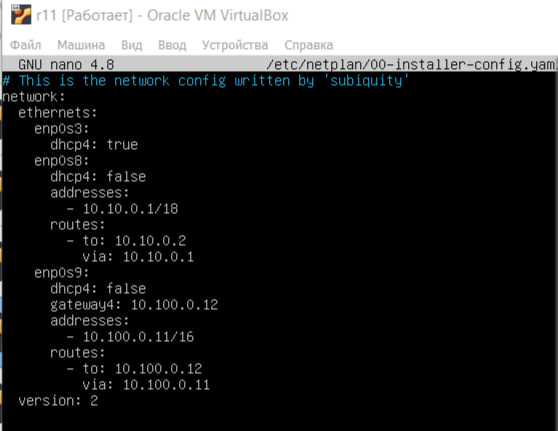 r11 [Работает] - Oracle VM VirtualBox
Файл Машина Вид Ввод Устройства Справка
GNU nano 4.8 /etc/netplan/00-installer-config.yam
# This is the network config written by 'subiquity'
network:
  ethernets:
    enp0s3:
      dhcp4: true
    enp0s8:
      dhcp4: false
      addresses:
        - 10.10.0.1/18
      routes:
        - to: 10.10.0.2
          via: 10.10.0.1
    enp0s9:
      dhcp4: false
      gateway4: 10.100.0.12
      addresses:
        - 10.100.0.11/16
      routes:
        - to: 10.100.0.12
          via: 10.100.0.11
  version: 2